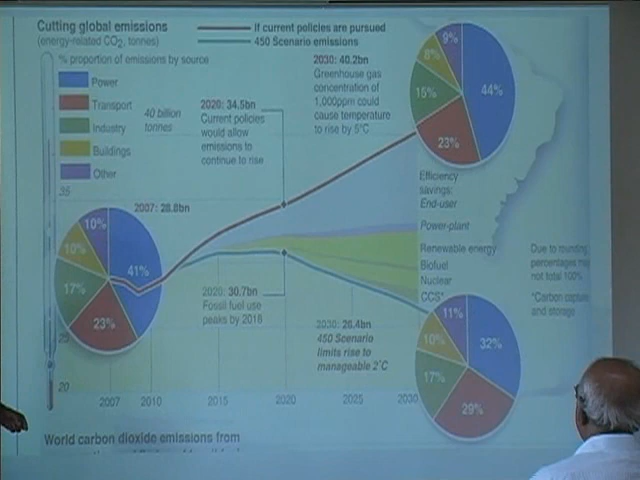 Cutting global emissions
(energy-related CO2, tonnes)
If current policies are pursued
450 Scenario emissions
% proportion of emissions by source
Power
Transport
Industry
Buildings
Other
40 billion
tonnes
2020: 34.5bn
Current policies
would allow
emissions to
continue to rise
2030: 40.2bn
Greenhouse gas
concentration of
1,000ppm could
cause temperature
to rise by 5°C
9%
8%
44%
15%
23%
35
2007: 28.8bn
10%
10%
41%
17%
23%
Efficiency
savings:
End-user
Power-plant
Renewable energy
Biofuel
Nuclear
CCS*
Due to rounding,
percentages may
not total 100%
*Carbon capture
and storage
2020: 30.7bn
Fossil fuel use
peaks by 2018
2030: 26.4bn
450 Scenario
limits rise to
manageable 2°C
11%
10%
32%
17%
29%
25
20
2007
2010
2015
2020
2025
2030
World carbon dioxide emissions from